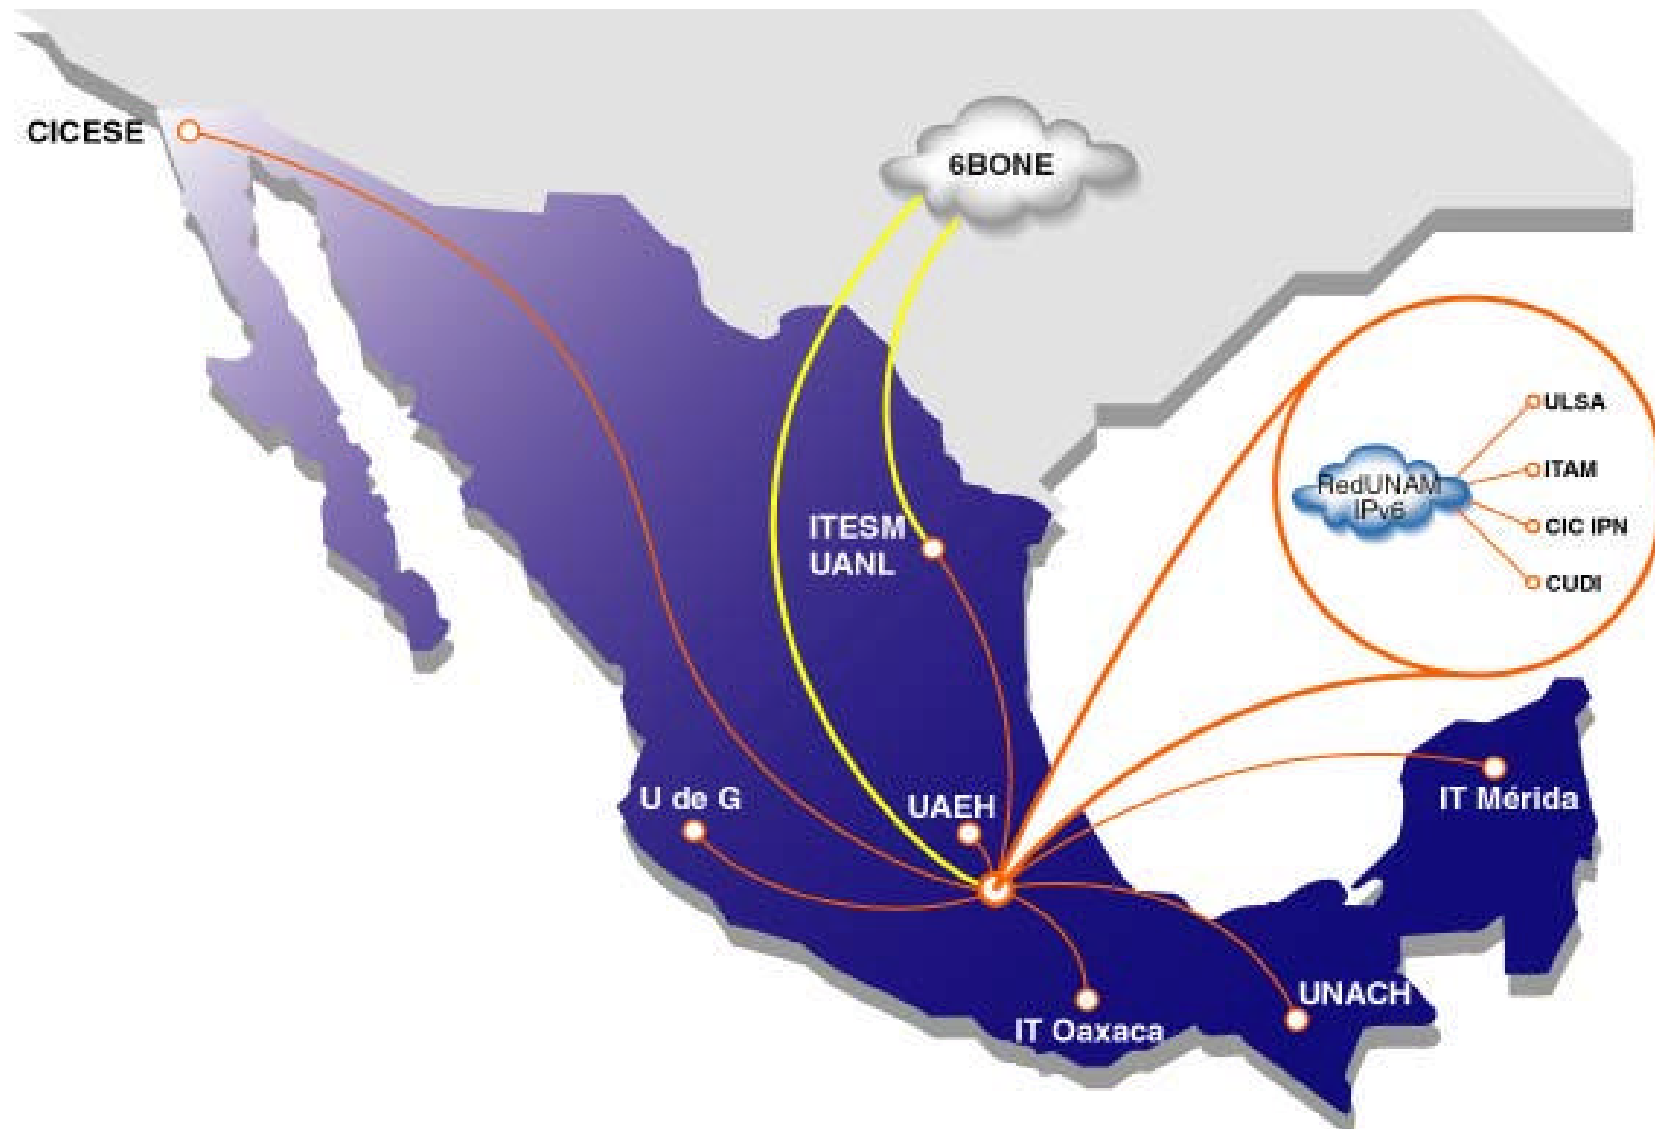 CICESE
6BONE
ULSA
RedUNAM
IPv6
ITAM
CIC IPN
CUDI
ITESM
UANL
U de G
UAEH
IT Mérida
UNACH
IT Oaxaca